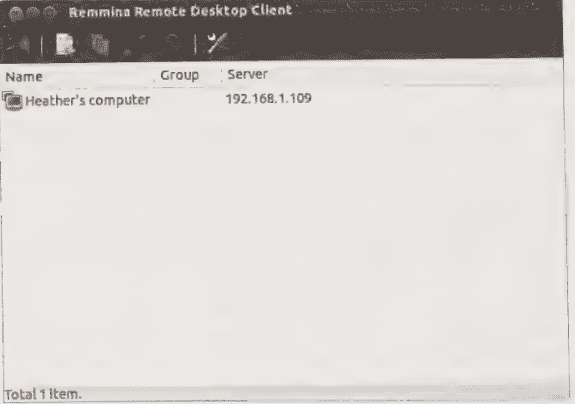 Remmina Remote Desktop Client
Name Group Server
Heather's computer 192.168.1.109
Total 1 item.